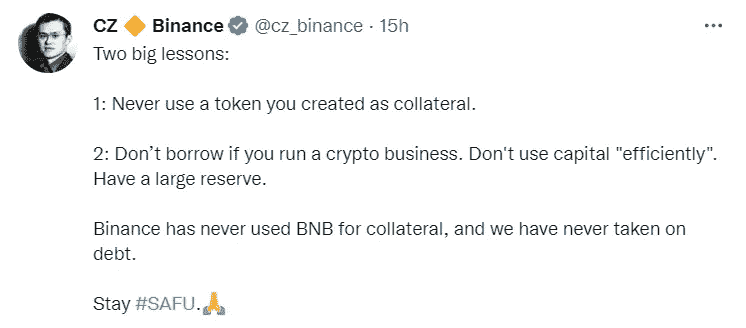 CZ 🔶 Binance @cz_binance · 15h
Two big lessons:
1: Never use a token you created as collateral.
2: Don’t borrow if you run a crypto business. Don't use capital "efficiently".
Have a large reserve.
Binance has never used BNB for collateral, and we have never taken on
debt.
Stay #SAFU.🙏